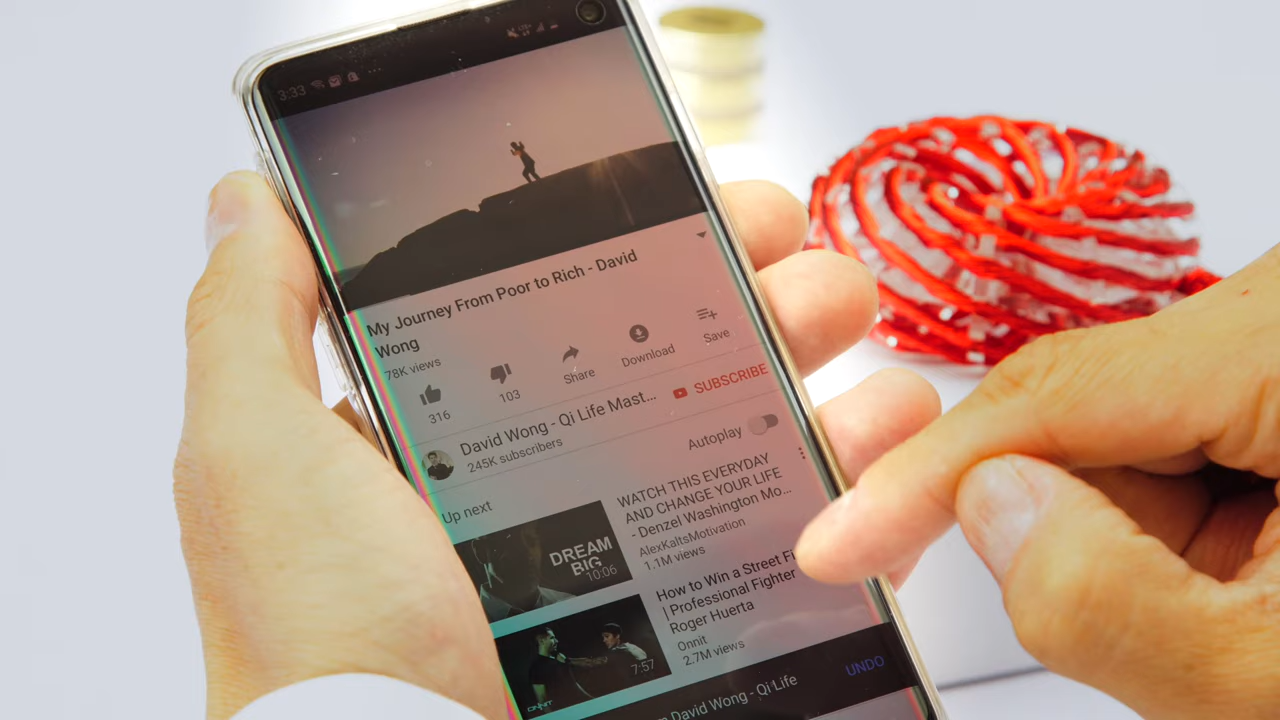 3:33
My Journey From Poor to Rich - David
Wong
78K views
316
103
Share
Download
Save
David Wong - Qi Life Mast...
245K subscribers
SUBSCRIBE
Autoplay
Up next
DREAM
BIG
10:06
WATCH THIS EVERYDAY
AND CHANGE YOUR LIFE
- Denzel Washington Mo...
AlexKaltsMotivation
1.1M views
ONNIT
7:57
How to Win a Street Fi
| Professional Fighter
Roger Huerta
Onnit
2.7M views
David Wong - Qi Life
UNDO